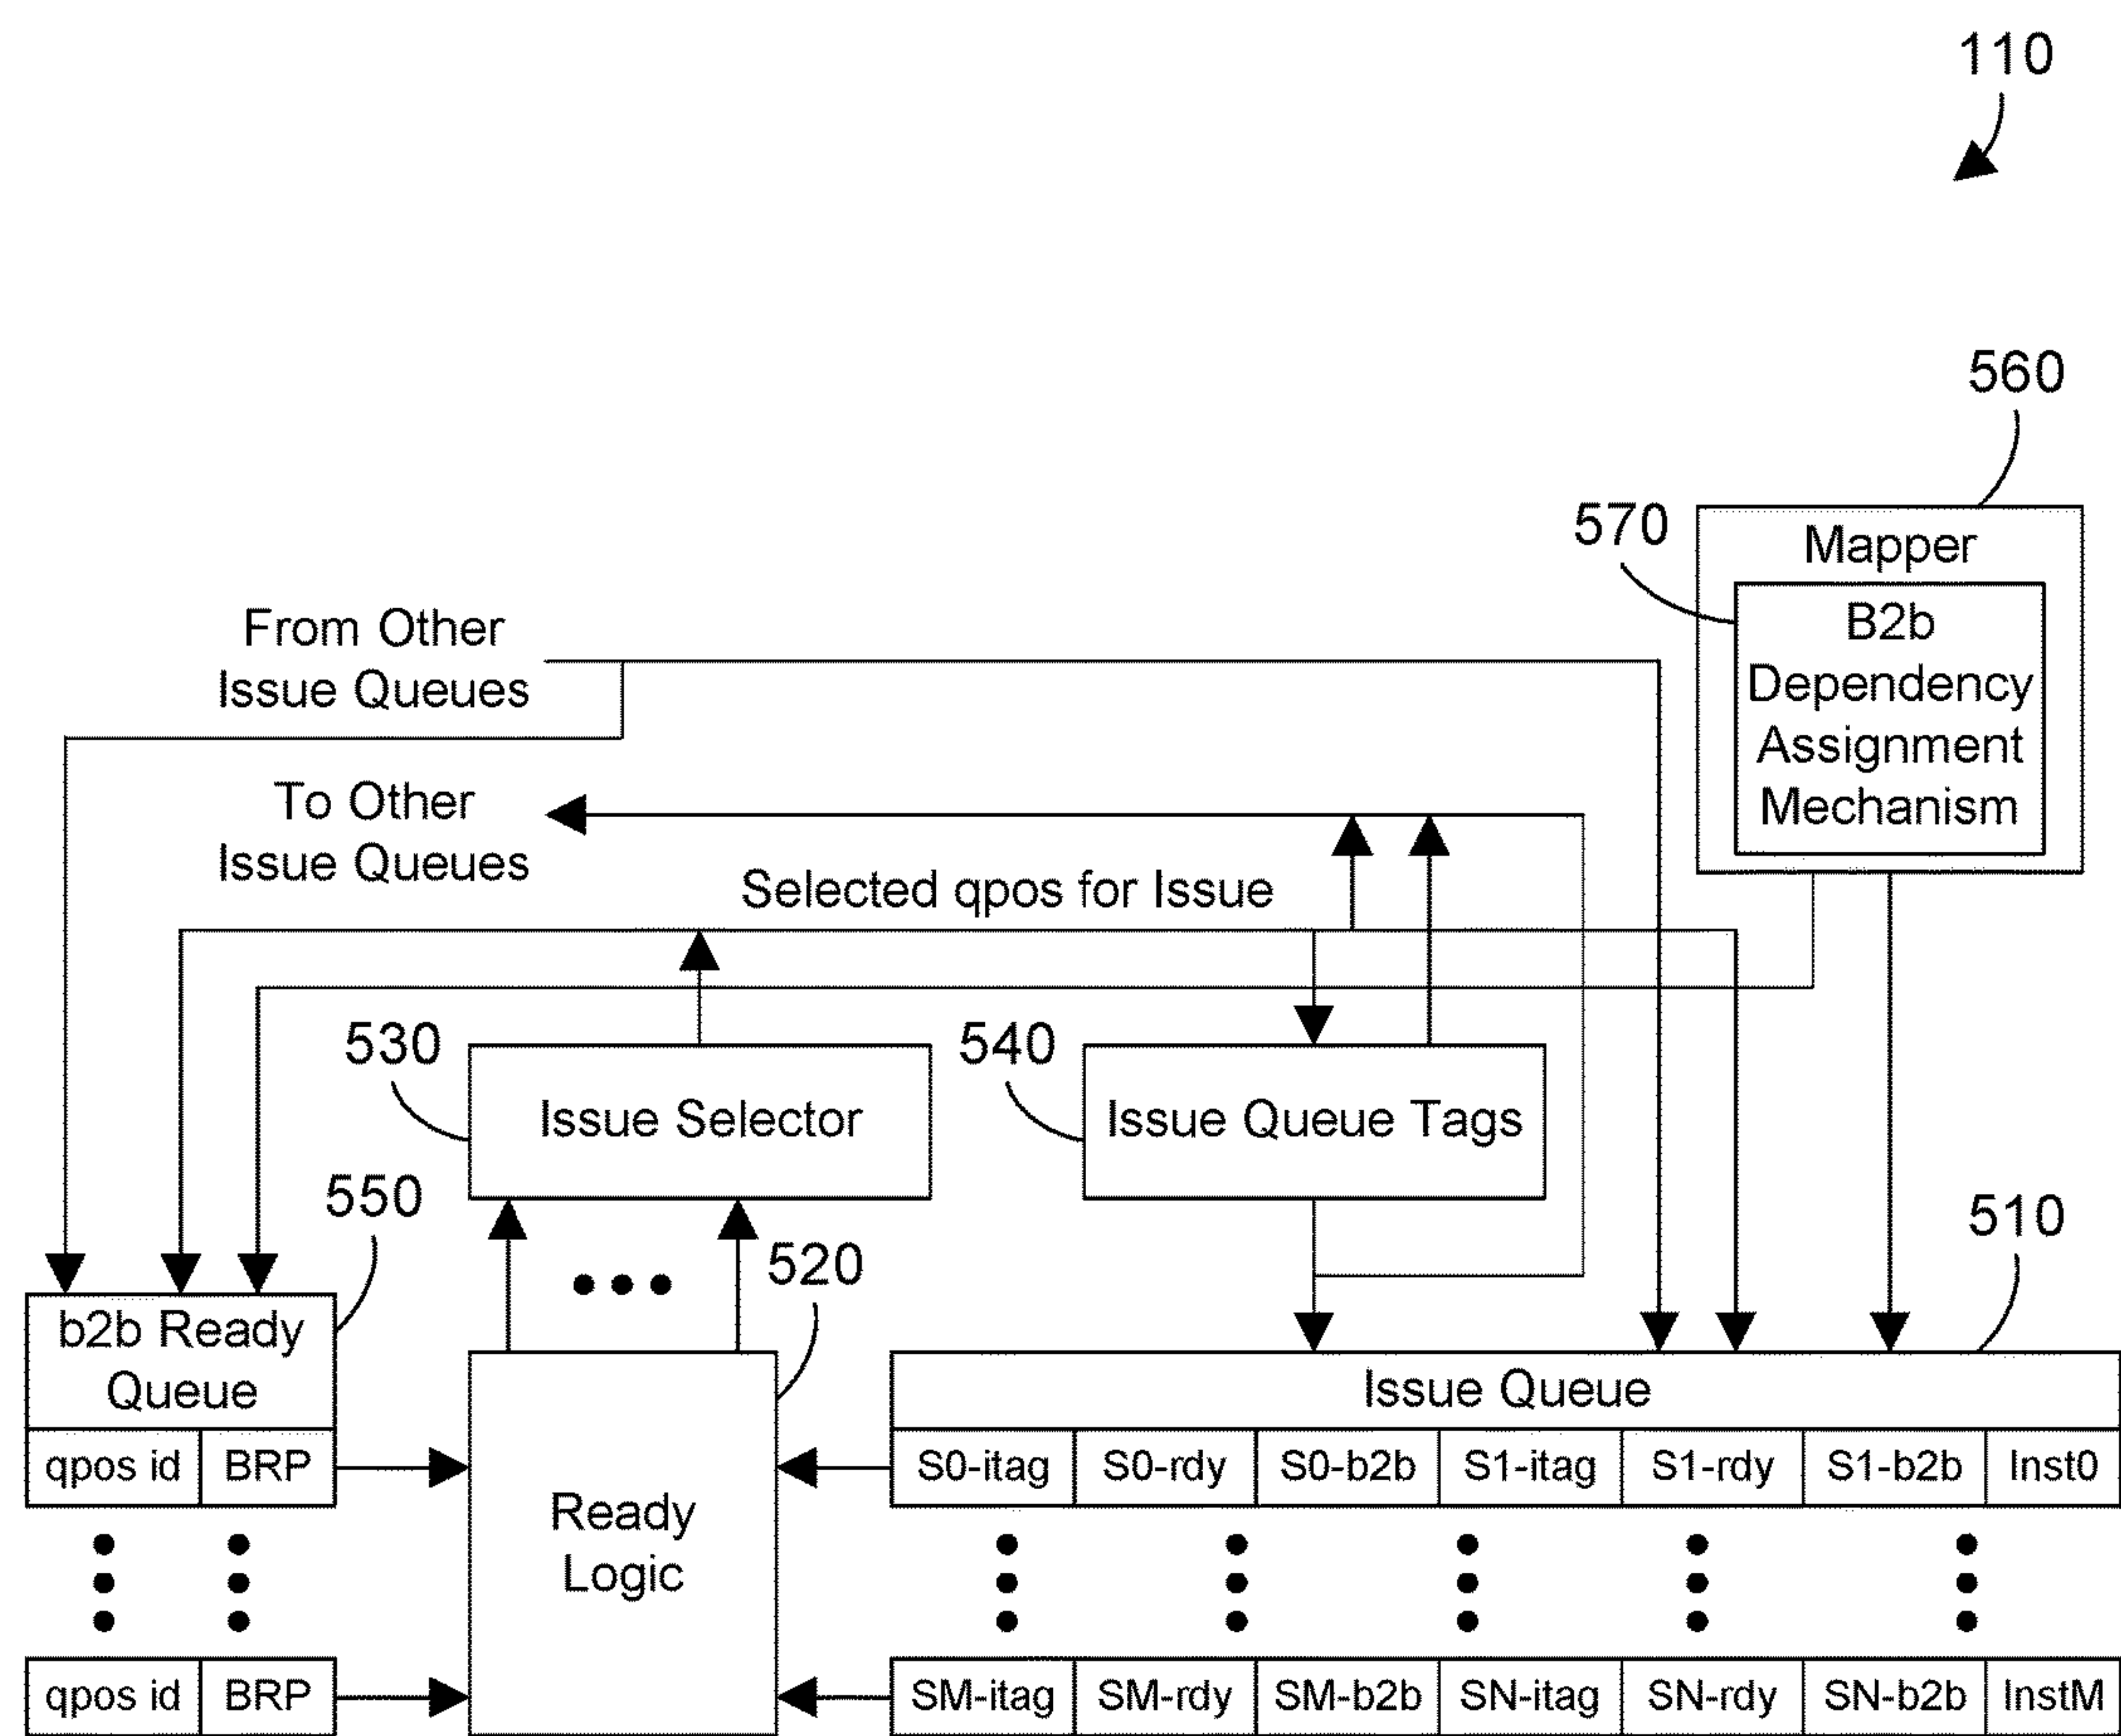 110
560
570
Mapper
B2b
Dependency
Assignment
Mechanism
From Other
Issue Queues
To Other
Issue Queues
Selected qpos for Issue
530
Issue Selector
540
Issue Queue Tags
550
520
510
b2b Ready
Queue
qpos id BRP
qpos id BRP
Ready
Logic
Issue Queue
S0-itag S0-rdy S0-b2b S1-itag S1-rdy S1-b2b Inst0
SM-itag SM-rdy SM-b2b SN-itag SN-rdy SN-b2b InstM